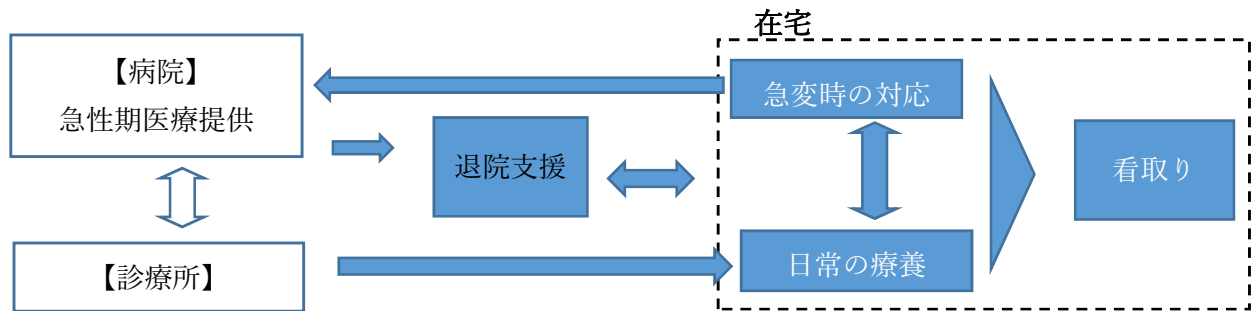 在宅
【病院】
急性期医療提供
急変時の対応
退院支援
看取り
日常の療養
【診療所】